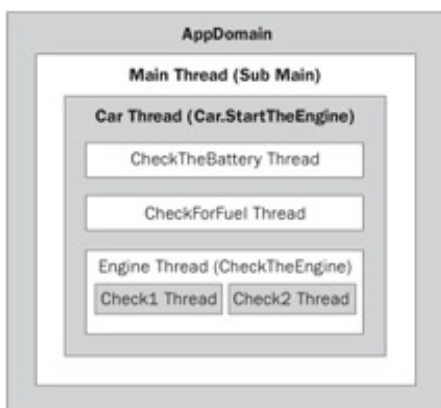 AppDomain
Main Thread (Sub Main)
Car Thread (Car.StartTheEngine)
CheckTheBattery Thread
CheckForFuel Thread
Engine Thread (CheckTheEngine)
Check1 Thread
Check2 Thread